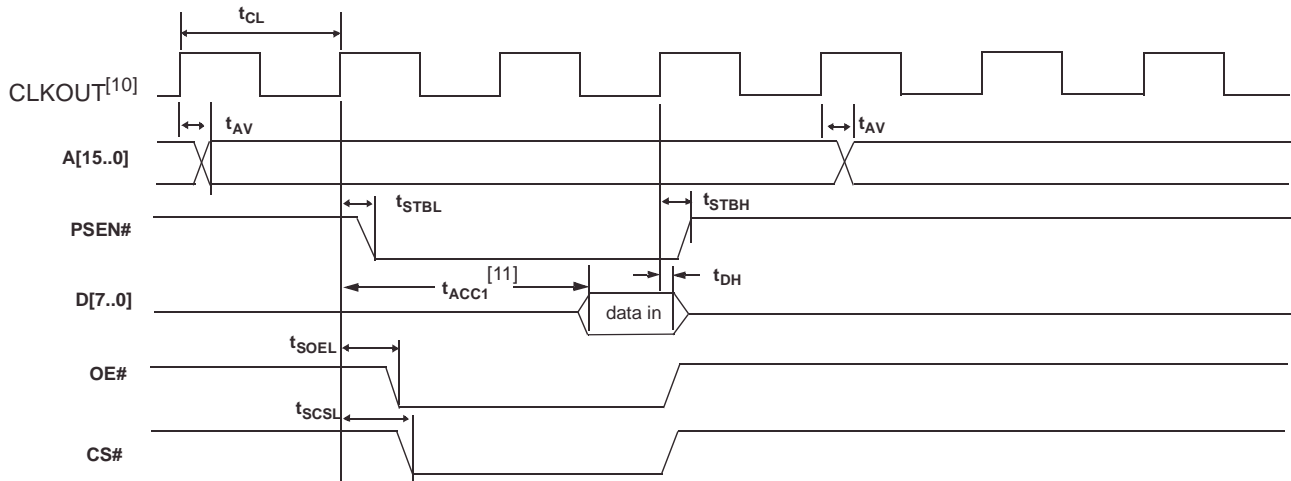 tCL
CLKOUT[10]
tAV
tAV
A[15..0]
tSTBL
tSTBH
PSEN#
[11]
tDH
tACC1
D[7..0]
data in
tSOEL
OE#
tSCSL
CS#